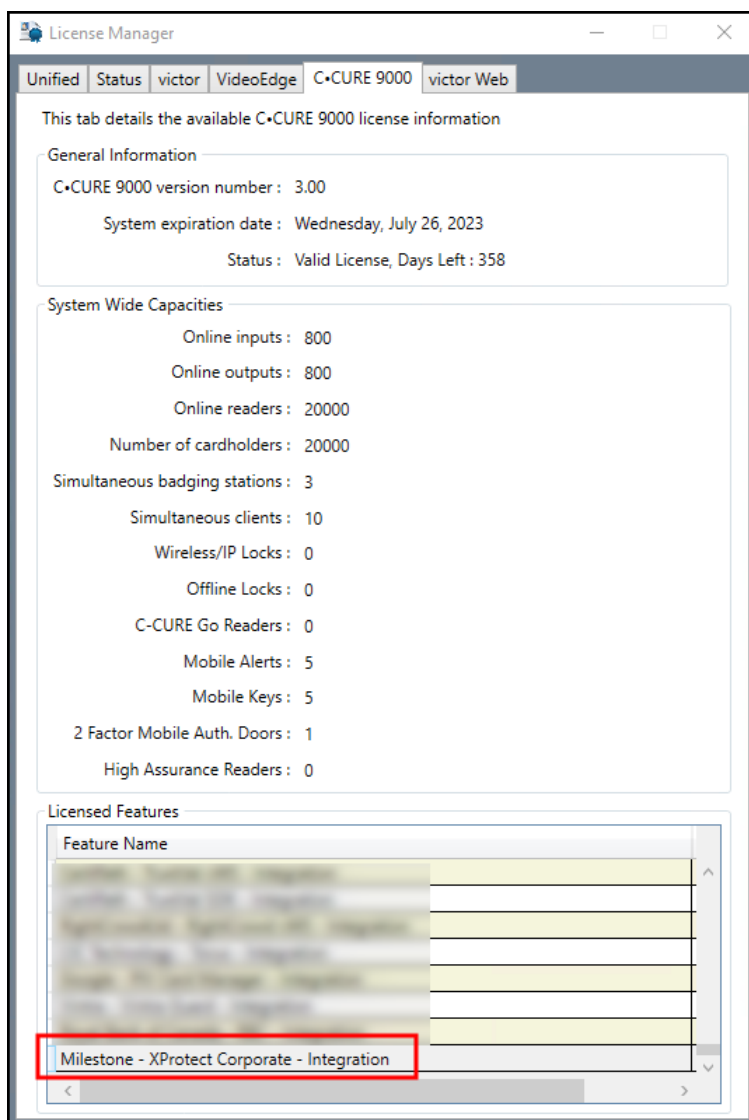 License Manager
Unified Status victor VideoEdge C•CURE 9000 victor Web
This tab details the available C•CURE 9000 license information
General Information
C•CURE 9000 version number : 3.00
System expiration date : Wednesday, July 26, 2023
Status : Valid License, Days Left : 358
System Wide Capacities
Online inputs : 800
Online outputs : 800
Online readers : 20000
Number of cardholders : 20000
Simultaneous badging stations : 3
Simultaneous clients : 10
Wireless/IP Locks : 0
Offline Locks : 0
C-CURE Go Readers : 0
Mobile Alerts : 5
Mobile Keys : 5
2 Factor Mobile Auth. Doors : 1
High Assurance Readers : 0
Licensed Features
Feature Name
Milestone - XProtect Corporate - Integration